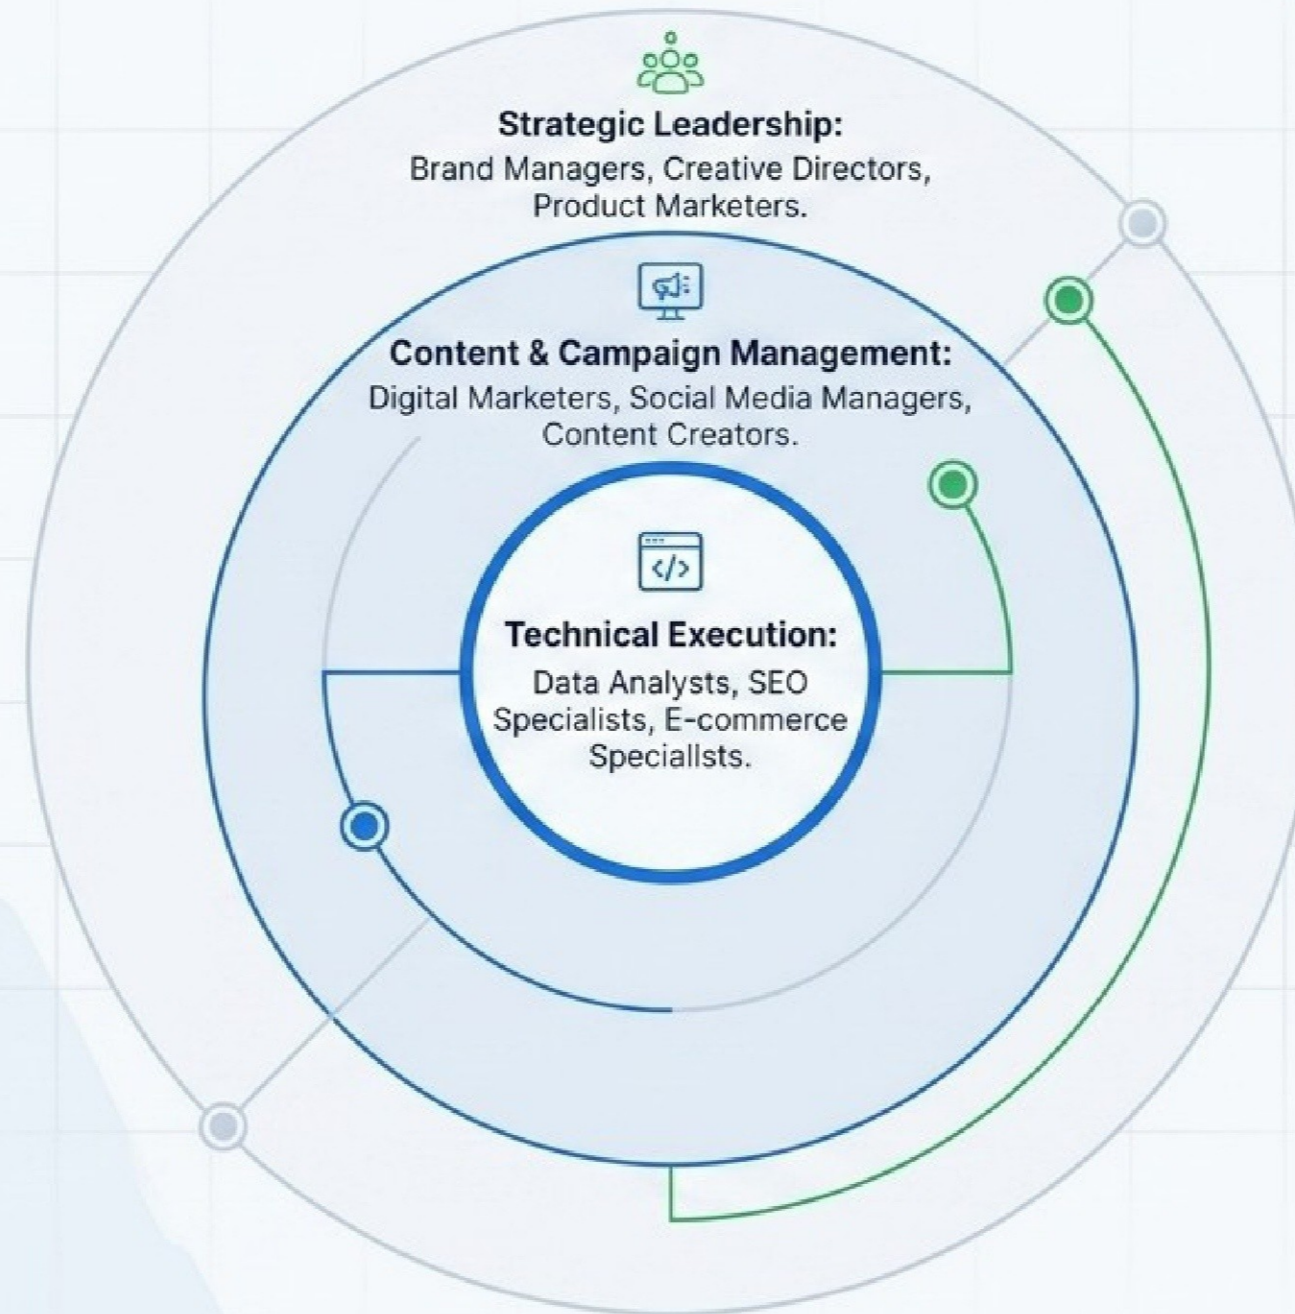 Strategic Leadership:
Brand Managers, Creative Directors,
Product Marketers.
Content & Campaign Management:
Digital Marketers, Social Media Managers,
Content Creators.
</>
Technical Execution:
Data Analysts, SEO
Specialists, E-commerce
Speciallsts.